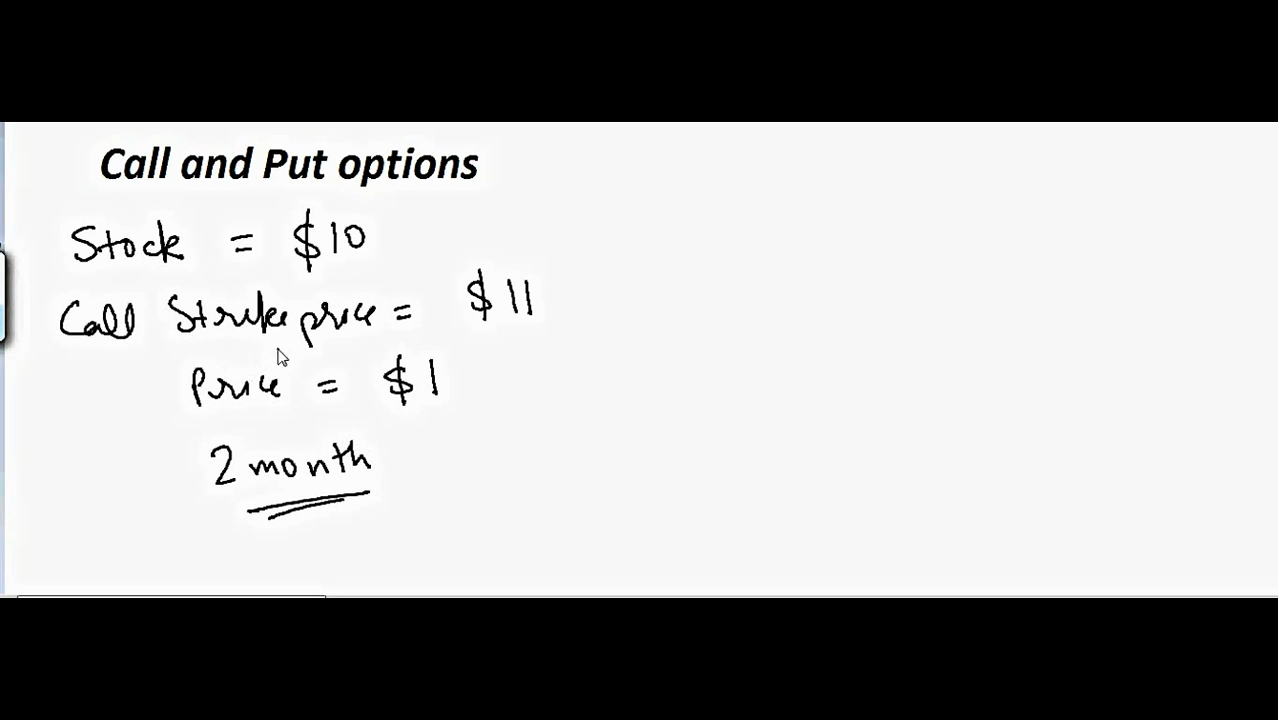 Call and Put options
Stock = $10
Call Strike price = $11
Price = $1
2 month